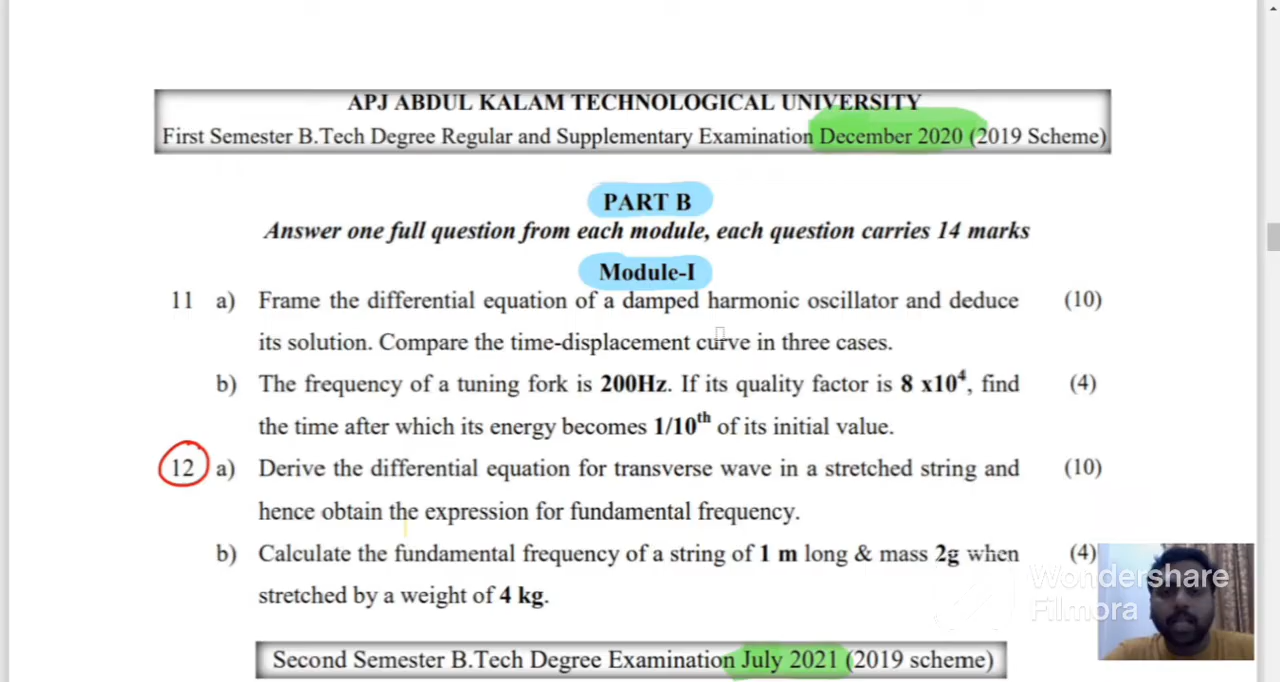 APJ ABDUL KALAM TECHNOLOGICAL UNIVERSITY
First Semester B.Tech Degree Regular and Supplementary Examination December 2020 (2019 Scheme)
PART B
Answer one full question from each module, each question carries 14 marks
Module-I
11 a) Frame the differential equation of a damped harmonic oscillator and deduce (10)
its solution. Compare the time-displacement curve in three cases.
b) The frequency of a tuning fork is 200Hz. If its quality factor is 8 x10⁴, find (4)
the time after which its energy becomes 1/10th of its initial value.
12 a) Derive the differential equation for transverse wave in a stretched string and (10)
hence obtain the expression for fundamental frequency.
b) Calculate the fundamental frequency of a string of 1 m long & mass 2g when (4)
stretched by a weight of 4 kg.
Wondershare
Filmora
Second Semester B.Tech Degree Examination July 2021 (2019 scheme)